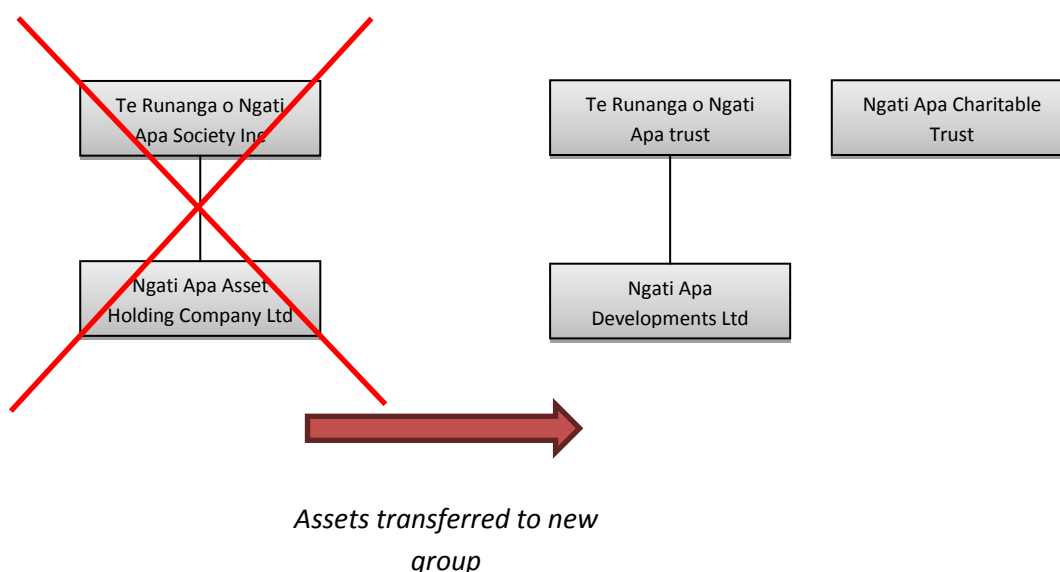 Te Runanga o Ngati
Apa Society Inc
Te Runanga o Ngati
Apa trust
Ngati Apa Charitable
Trust
Ngati Apa Asset
Holding Company Ltd
Ngati Apa
Developments Ltd
Assets transferred to new
group